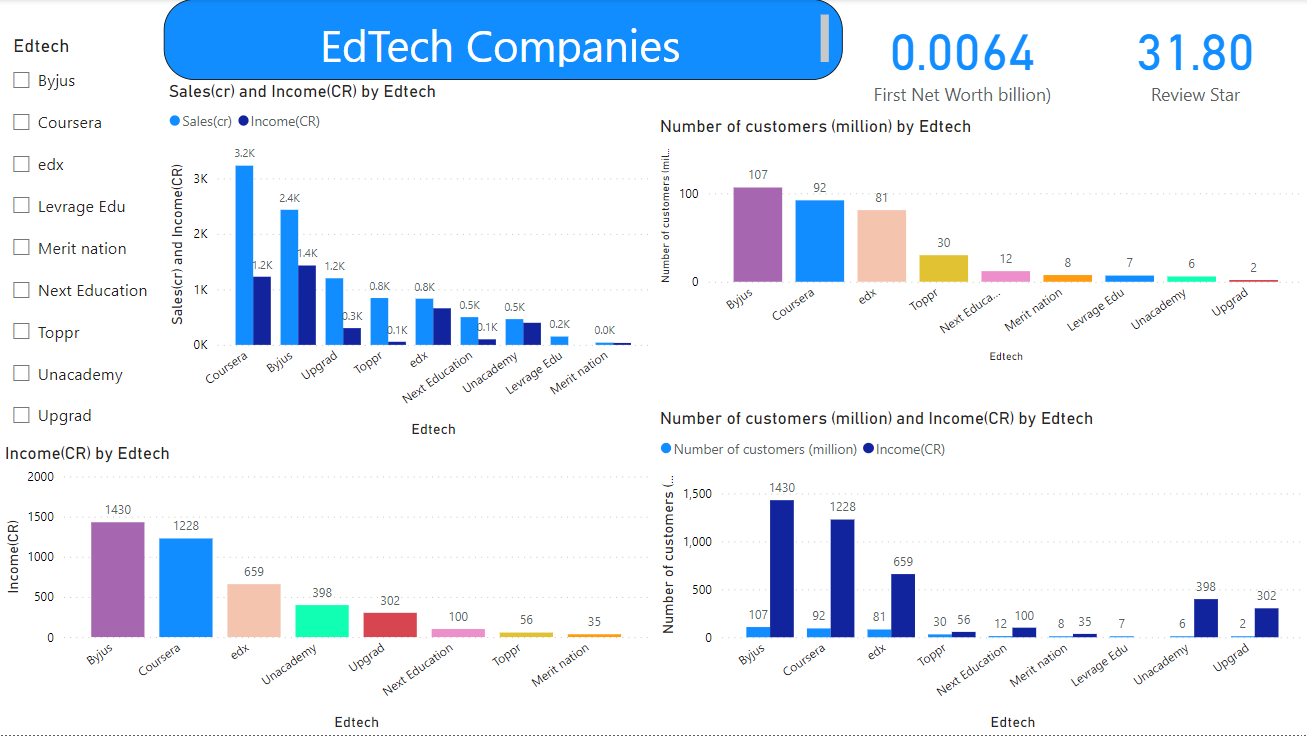 EdTech Companies
Edtech
Byjus
Coursera
edx
Levrage Edu
Merit nation
Next Education
Toppr
Unacademy
Upgrad
0.0064
First Net Worth billion)
31.80
Review Star
Sales(cr) and Income(CR) by Edtech
Sales(cr) Income(CR)
Sales(cr) and Income(CR)
3K
2K
1K
0K
3.2K
1.2K
2.4K
1.4K
1.2K
0.3K
0.8K
0.1K
0.8K
0.5K
0.1K
0.5K
0.2K
0.0K
Coursera
Byjus
Upgrad
Toppr
edx
Next Education
Unacademy
Levrage Edu
Merit nation
Edtech
Number of customers (million) by Edtech
Number of customers (mil...
100
0
107
92
81
30
12
8
7
6
2
Byjus
Coursera
edx
Toppr
Next Educa...
Merit nation
Levrage Edu
Unacademy
Upgrad
Edtech
Income(CR) by Edtech
Income(CR)
2000
1500
1000
500
0
1430
1228
659
398
302
100
56
35
Byjus
Coursera
edx
Unacademy
Upgrad
Next Education
Toppr
Merit nation
Edtech
Number of customers (million) and Income(CR) by Edtech
Number of customers (million) Income(CR)
Number of customers (...
1,500
1,000
500
0
107
1430
92
1228
81
659
30
56
12
100
8
35
7
6
398
2
302
Byjus
Coursera
edx
Toppr
Next Education
Merit nation
Levrage Edu
Unacademy
Upgrad
Edtech